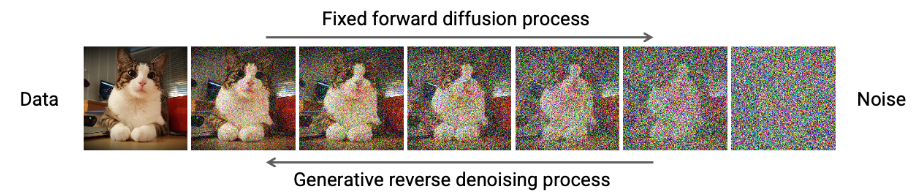 Fixed forward diffusion process
Data
Noise
Generative reverse denoising process